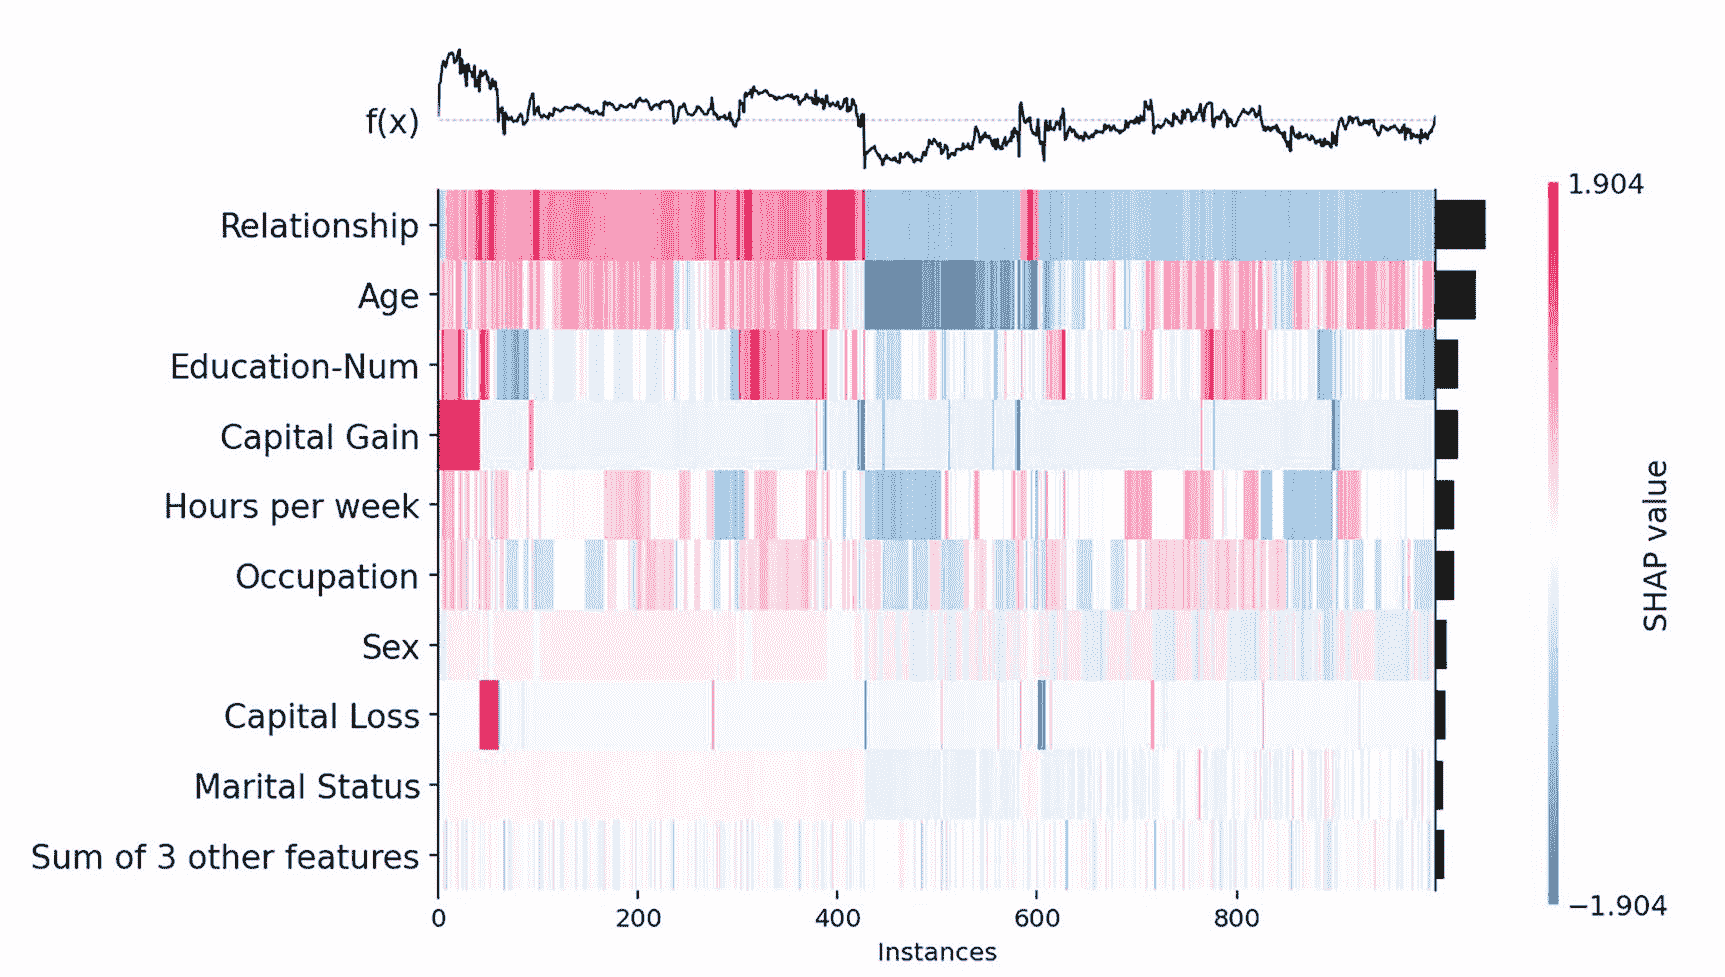 f(x)
1.904
Relationship
Age
Education-Num
Capital Gain
Hours per week
Occupation
Sex
Capital Loss
Marital Status
Sum of 3 other features
SHAP value
−1.904
0 200 400 600 800
Instances